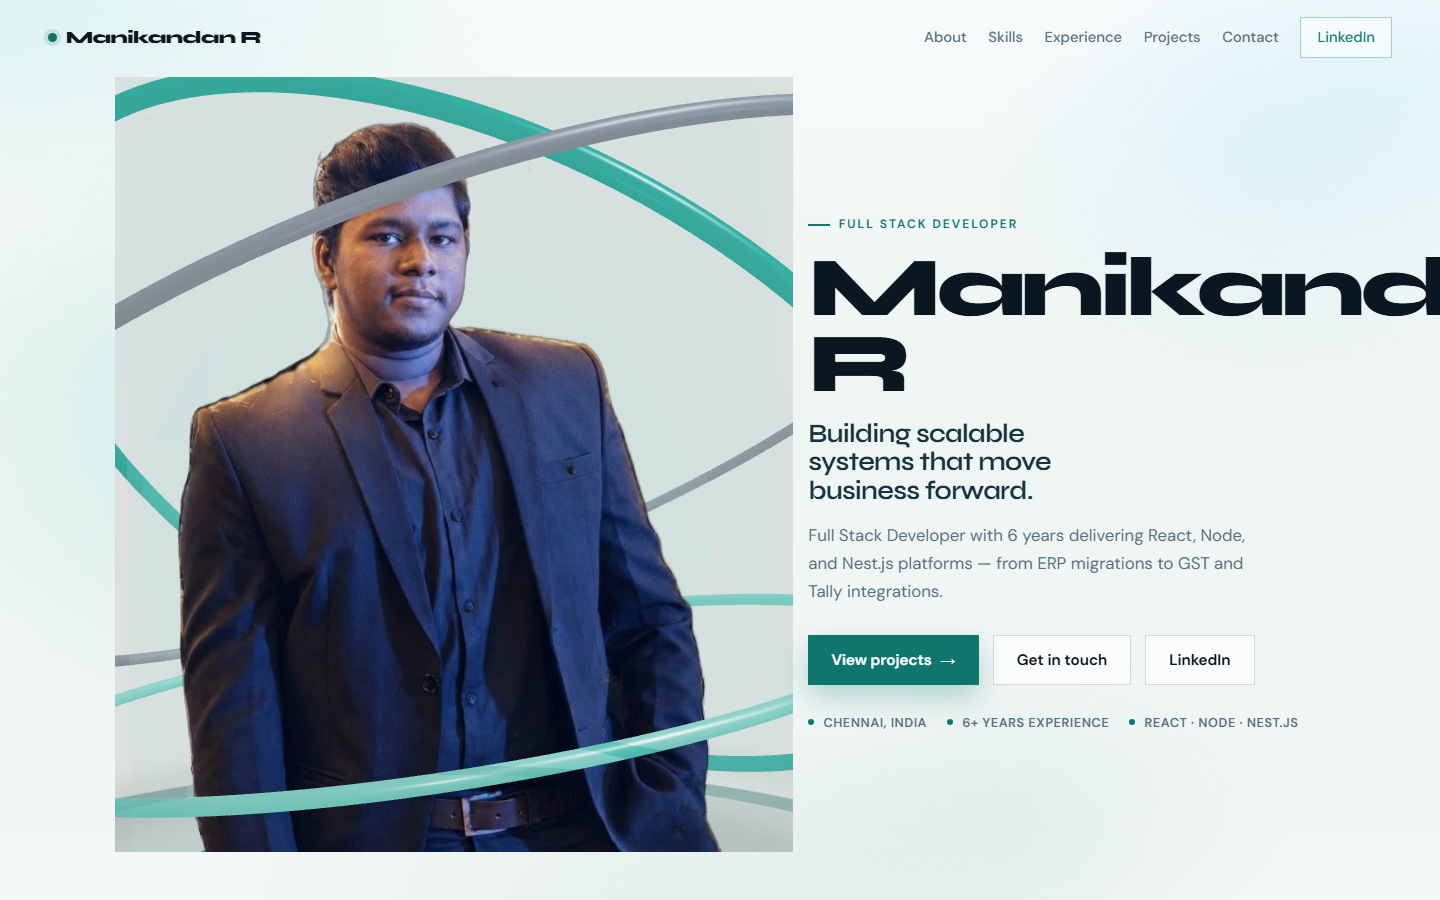 Manikandan R
About
Skills
Experience
Projects
Contact
LinkedIn
FULL STACK DEVELOPER
Manikand
R
Building scalable
systems that move
business forward.
Full Stack Developer with 6 years delivering React, Node,
and Nest.js platforms — from ERP migrations to GST and
Tally integrations.
View projects →
Get in touch
LinkedIn
CHENNAI, INDIA
6+ YEARS EXPERIENCE
REACT · NODE · NEST.JS